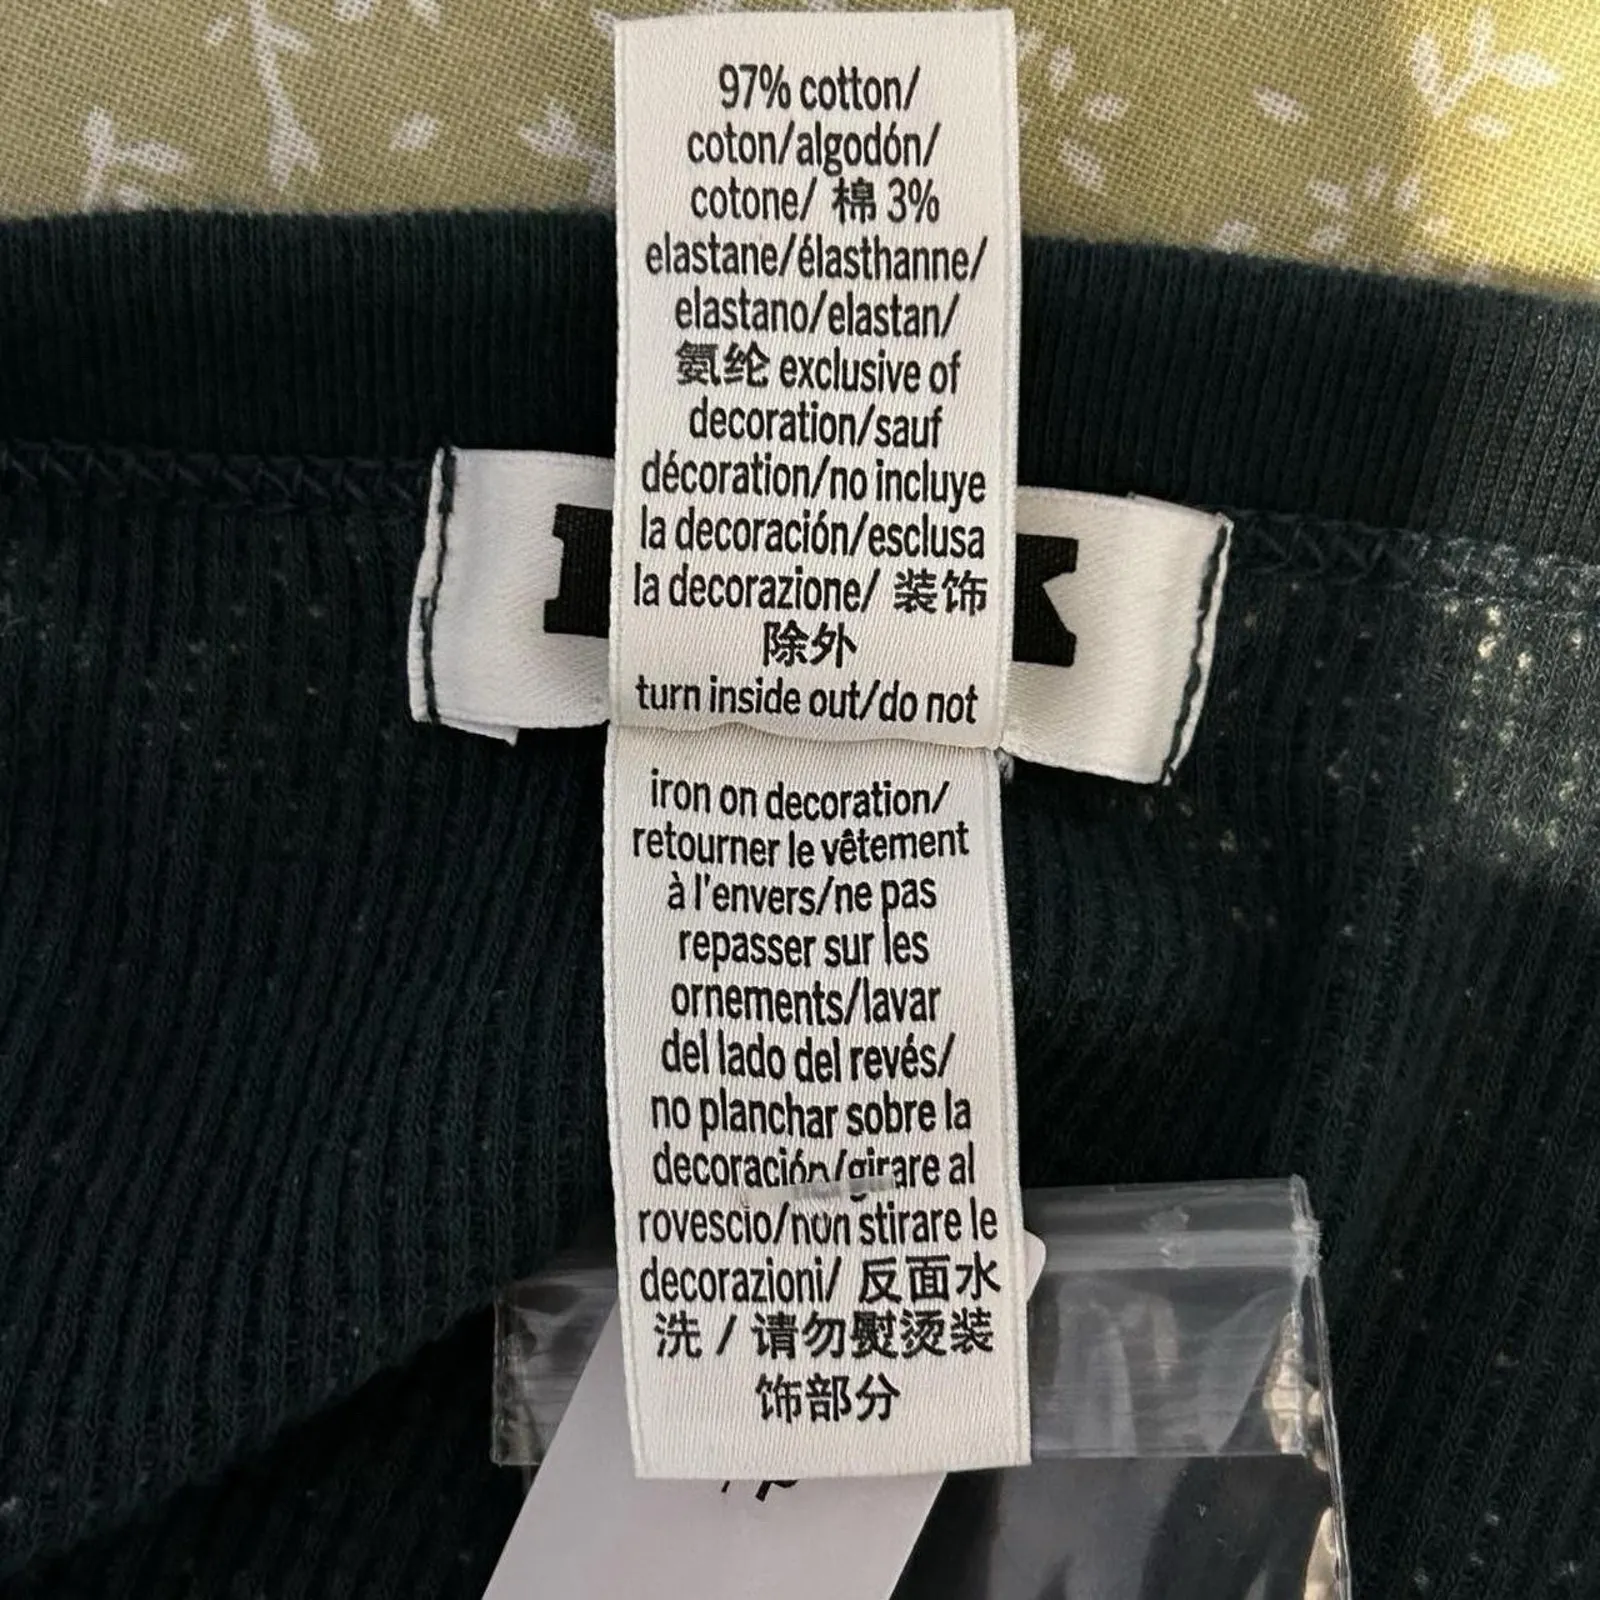 97% cotton/
coton/algodón/
cotone/ 棉 3%
elastane/élasthanne/
elastano/elastan/
氨纶 exclusive of
decoration/sauf
décoration/no incluye
la decoración/esclusa
la decorazione/ 装饰
除外
turn inside out/do not
iron on decoration/
retourner le vêtement
à l'envers/ne pas
repasser sur les
ornements/lavar
del lado del revés/
no planchar sobre la
decoración/girare al
rovescio/non stirare le
decorazioni/ 反面水
洗 / 请勿熨烫装
饰部分